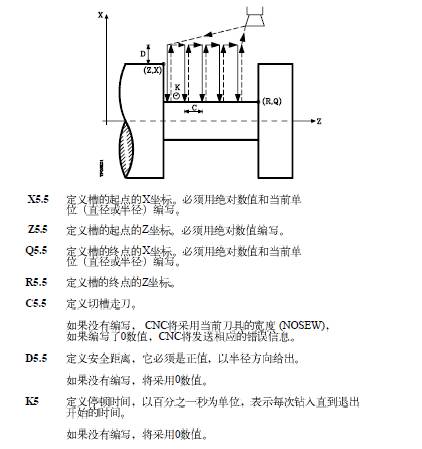 X
D
(Z,X)
K
C
(R,Q)
Z
X5.5 定义槽的起点的X坐标。必须用绝对数值和当前单
位（直径或半径）编写。
Z5.5 定义槽的起点的Z坐标。必须用绝对数值编写。
Q5.5 定义槽的终点的X坐标。必须用绝对数值和当前单
位（直径或半径）编写。
R5.5 定义槽的终点的Z坐标。
C5.5 定义切槽走刀。
如果没有编写， CNC将采用当前刀具的宽度 (NOSEW),
如果编写了0数值，CNC将发送相应的错误信息。
D5.5 定义安全距离，它必须是正值，以半径方向给出。
如果没有编写，将采用0数值。
K5 定义停顿时间，以百分之一秒为单位，表示每次钻入直到退出
开始的时间。
如果没有编写，将采用0数值。